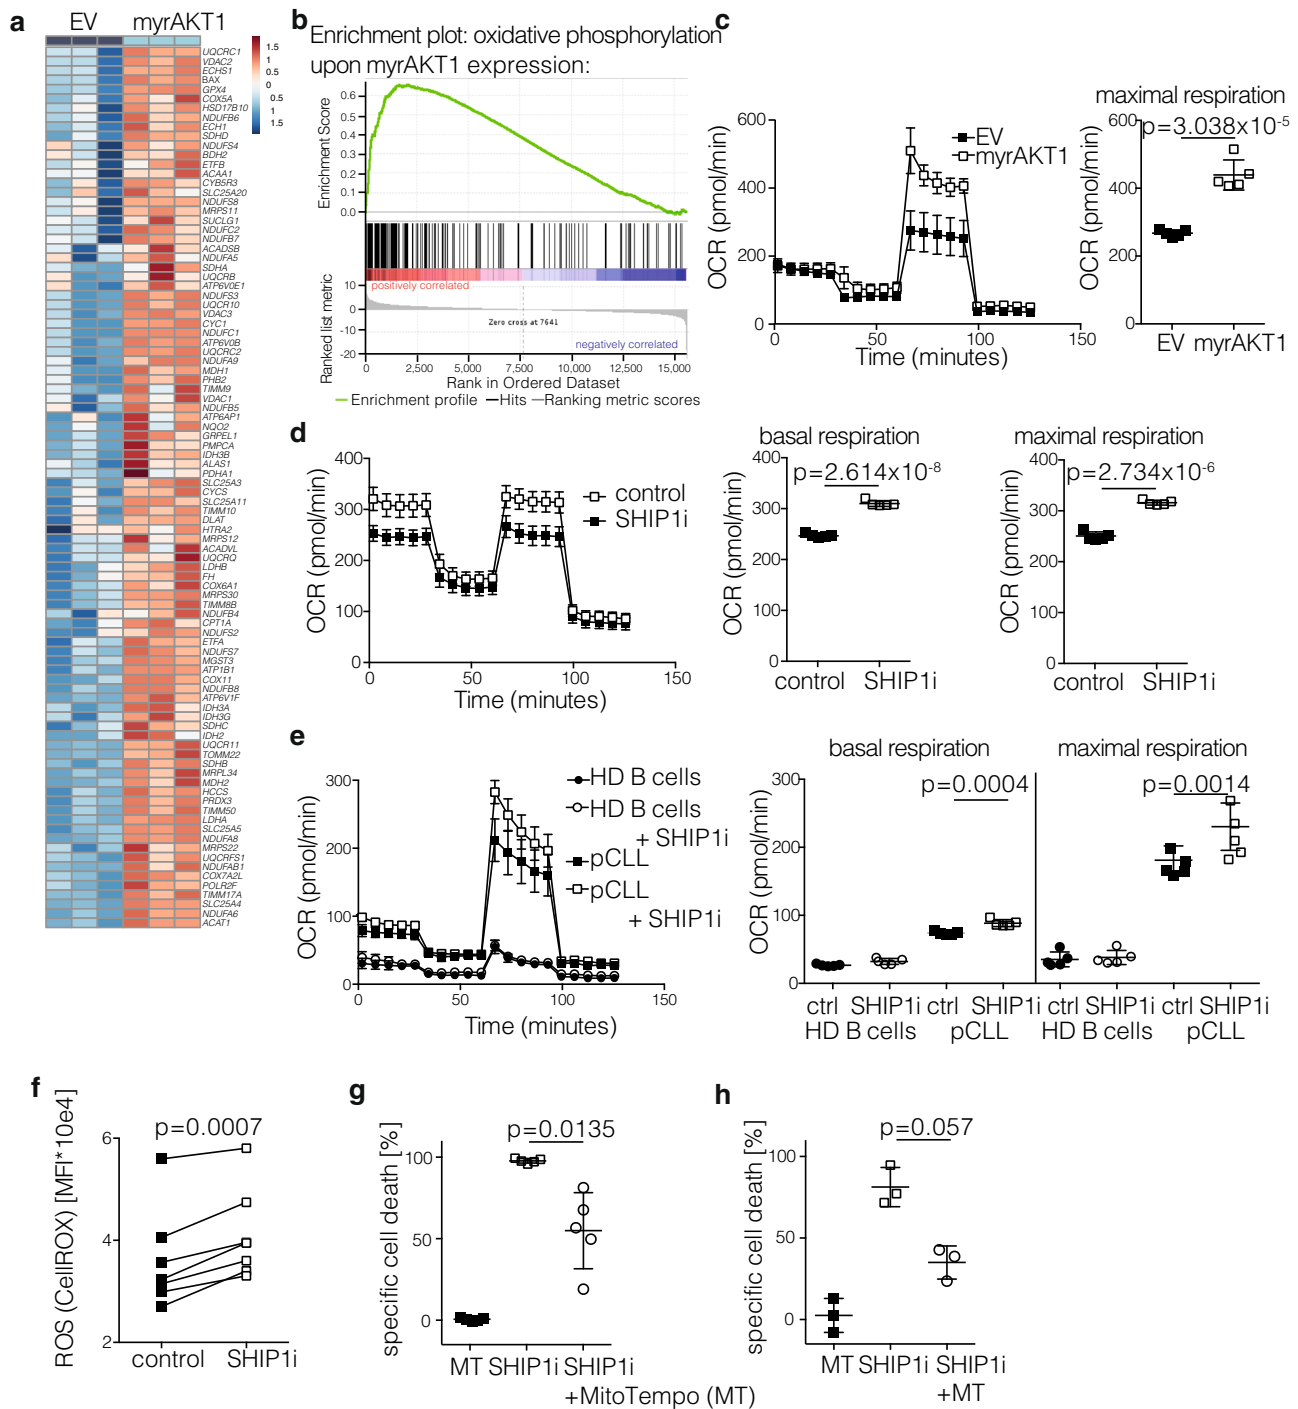 a
EV
myrAKT1
1.5
1
0.5
0
0.5
1
1.5
UQCRC1
VDAC2
ECHS1
BAX
GPX4
COX5A
HSD17B10
NDUFB6
ECH1
SDHD
NDUFS4
BDH2
ETFB
ACAA1
CYB5R3
SLC25A20
NDUFS8
MRPS11
SUCLG1
NDUFC2
NDUFB7
ACADSB
NDUFA5
SDHA
UQCRB
ATP6V0E1
NDUFS3
UQCR10
VDAC3
CYC1
NDUFC1
ATP6V0B
UQCRC2
NDUFA9
MDH1
PHB2
TIMM9
VDAC1
NDUFB5
ATP6AP1
NQO2
GRPEL1
PMPCA
IDH3B
ALAS1
PDHA1
SLC25A3
CYCS
SLC25A11
TIMM10
DLAT
HTRA2
MRPS12
ACADVL
UQCRQ
LDHB
FH
COX6A1
MRPS30
TIMM8B
NDUFB4
CPT1A
NDUFS2
ETFA
NDUFS7
MGST3
ATP1B1
COX11
NDUFB8
ATP6V1F
IDH3A
IDH3G
SDHC
IDH2
UQCR11
TOMM22
SDHB
MRPL34
MDH2
HCCS
PRDX3
TIMM50
LDHA
SLC25A5
NDUFA8
MRPS22
UQCRFS1
NDUFAB1
COX7A2L
POLR2F
TIMM17A
SLC25A4
NDUFA6
ACAT1
b
Enrichment plot: oxidative phosphorylation
upon myrAKT1 expression:
Enrichment Score
0.6
0.5
0.4
0.3
0.2
0.1
0.0
positively correlated
Ranked list metric
10
0
-10
-20
Zero cross at 7641
negatively correlated
0
2,500
5,000
7,500
10,000
12,500
15,000
Rank in Ordered Dataset
Enrichment profile
Hits
Ranking metric scores
c
OCR (pmol/min)
600
400
200
0
EV
myrAKT1
0
50
100
150
Time (minutes)
maximal respiration
p=3.038x10-5
OCR (pmol/min)
600
400
200
0
EV myrAKT1
d
OCR (pmol/min)
400
300
200
100
0
control
SHIP1i
0
50
100
150
Time (minutes)
basal respiration
p=2.614x10-8
OCR (pmol/min)
400
300
200
100
0
control
SHIP1i
maximal respiration
p=2.734x10-6
OCR (pmol/min)
400
300
200
100
0
control
SHIP1i
e
OCR (pmol/min)
300
200
100
0
HD B cells
HD B cells
+ SHIP1i
pCLL
pCLL
+ SHIP1i
0
50
100
150
Time (minutes)
basal respiration
maximal respiration
p=0.0004
p=0.0014
OCR (pmol/min)
300
200
100
0
ctrl SHIP1i ctrl SHIP1i ctrl SHIP1i ctrl SHIP1i
HD B cells pCLL HD B cells pCLL
f
ROS (CellROX) [MFI*10e4]
p=0.0007
6
4
2
control
SHIP1i
g
specific cell death [%]
p=0.0135
100
50
0
MT SHIP1i SHIP1i
+MitoTempo (MT)
h
specific cell death [%]
p=0.057
100
50
0
MT SHIP1i SHIP1i
+MT